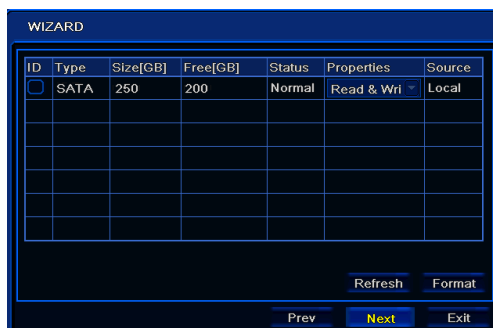 WIZARD
ID Type Size[GB] Free[GB] Status Properties Source
SATA 250 200 Normal Read & Wri Local
Refresh Format
Prev Next Exit